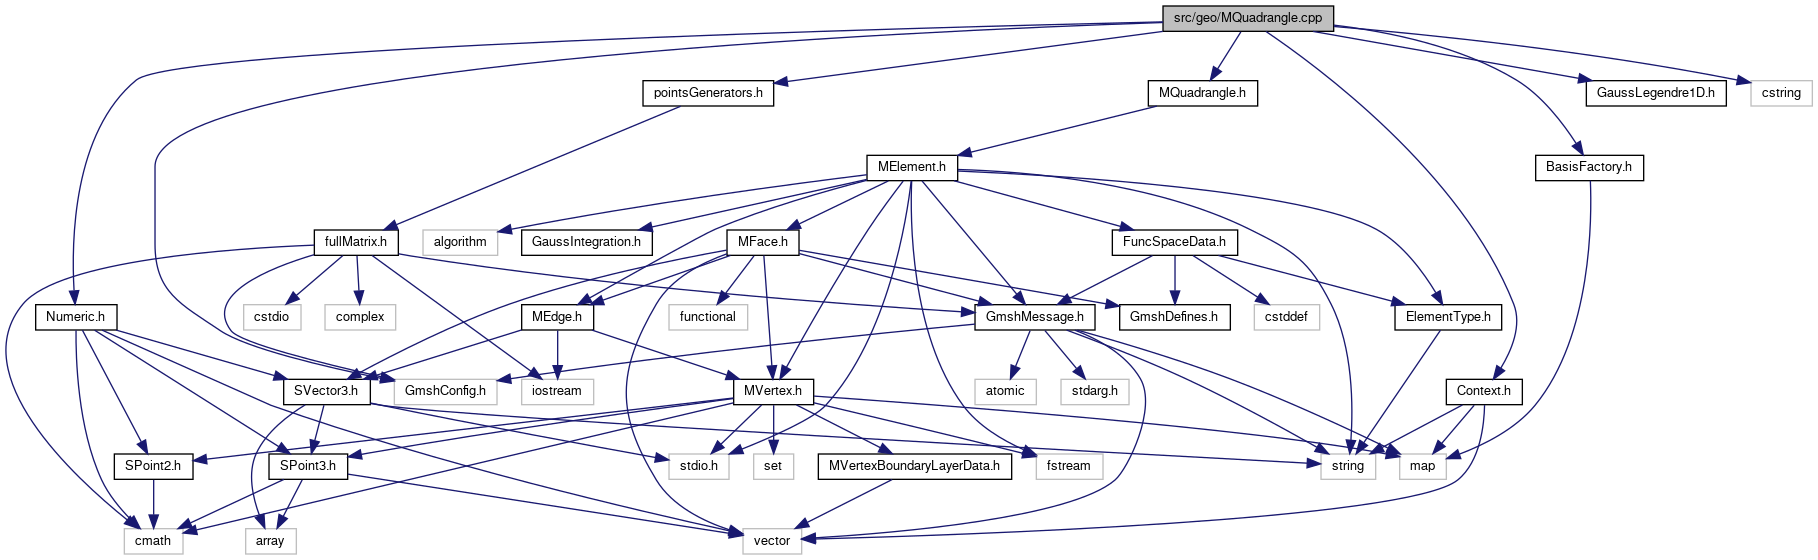 src/geo/MQuadrangle.cpp
pointsGenerators.h
MQuadrangle.h
GaussLegendre1D.h
cstring
MElement.h
BasisFactory.h
fullMatrix.h
algorithm
GaussIntegration.h
MFace.h
FuncSpaceData.h
Numeric.h
cstdio
complex
MEdge.h
functional
GmshMessage.h
GmshDefines.h
cstddef
ElementType.h
SVector3.h
GmshConfig.h
iostream
MVertex.h
atomic
stdarg.h
Context.h
SPoint2.h
SPoint3.h
stdio.h
set
MVertexBoundaryLayerData.h
fstream
string
map
cmath
array
vector